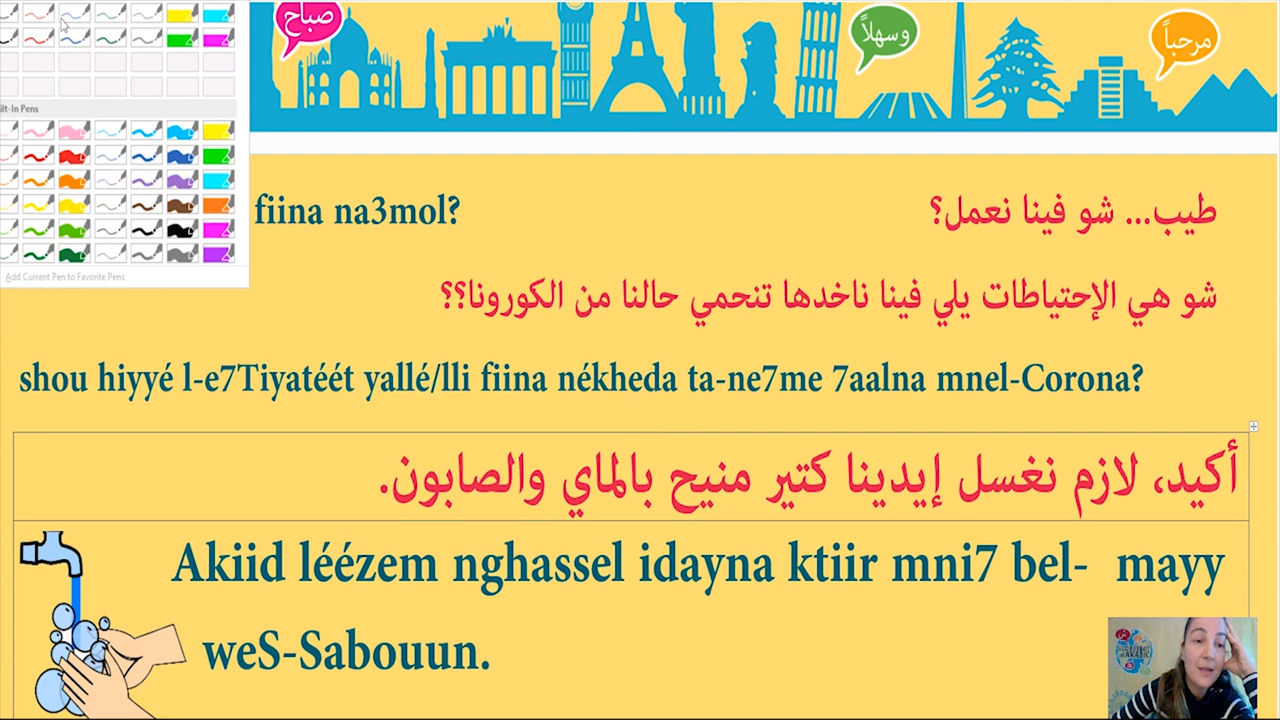 صباح
وسهلاً
مرحباً
ilt-In Pens
Add Current Pen to Favorite Pens
fiina na3mol?
طيب... شو فينا نعمل؟
شو هي الإحتياطات يلي فينا ناخدها تنحمي حالنا من الكورونا؟؟
shou hiyyé l-e7Tiyatéét yallé/lli fiina nékheda ta-ne7me 7aalna mnel-Corona?
أكيد، لازم نغسل إيدينا كتير منيح بالماي والصابون.
Akiid léézem nghassel idayna ktiir mni7 bel- mayy
weS-Sabouun.